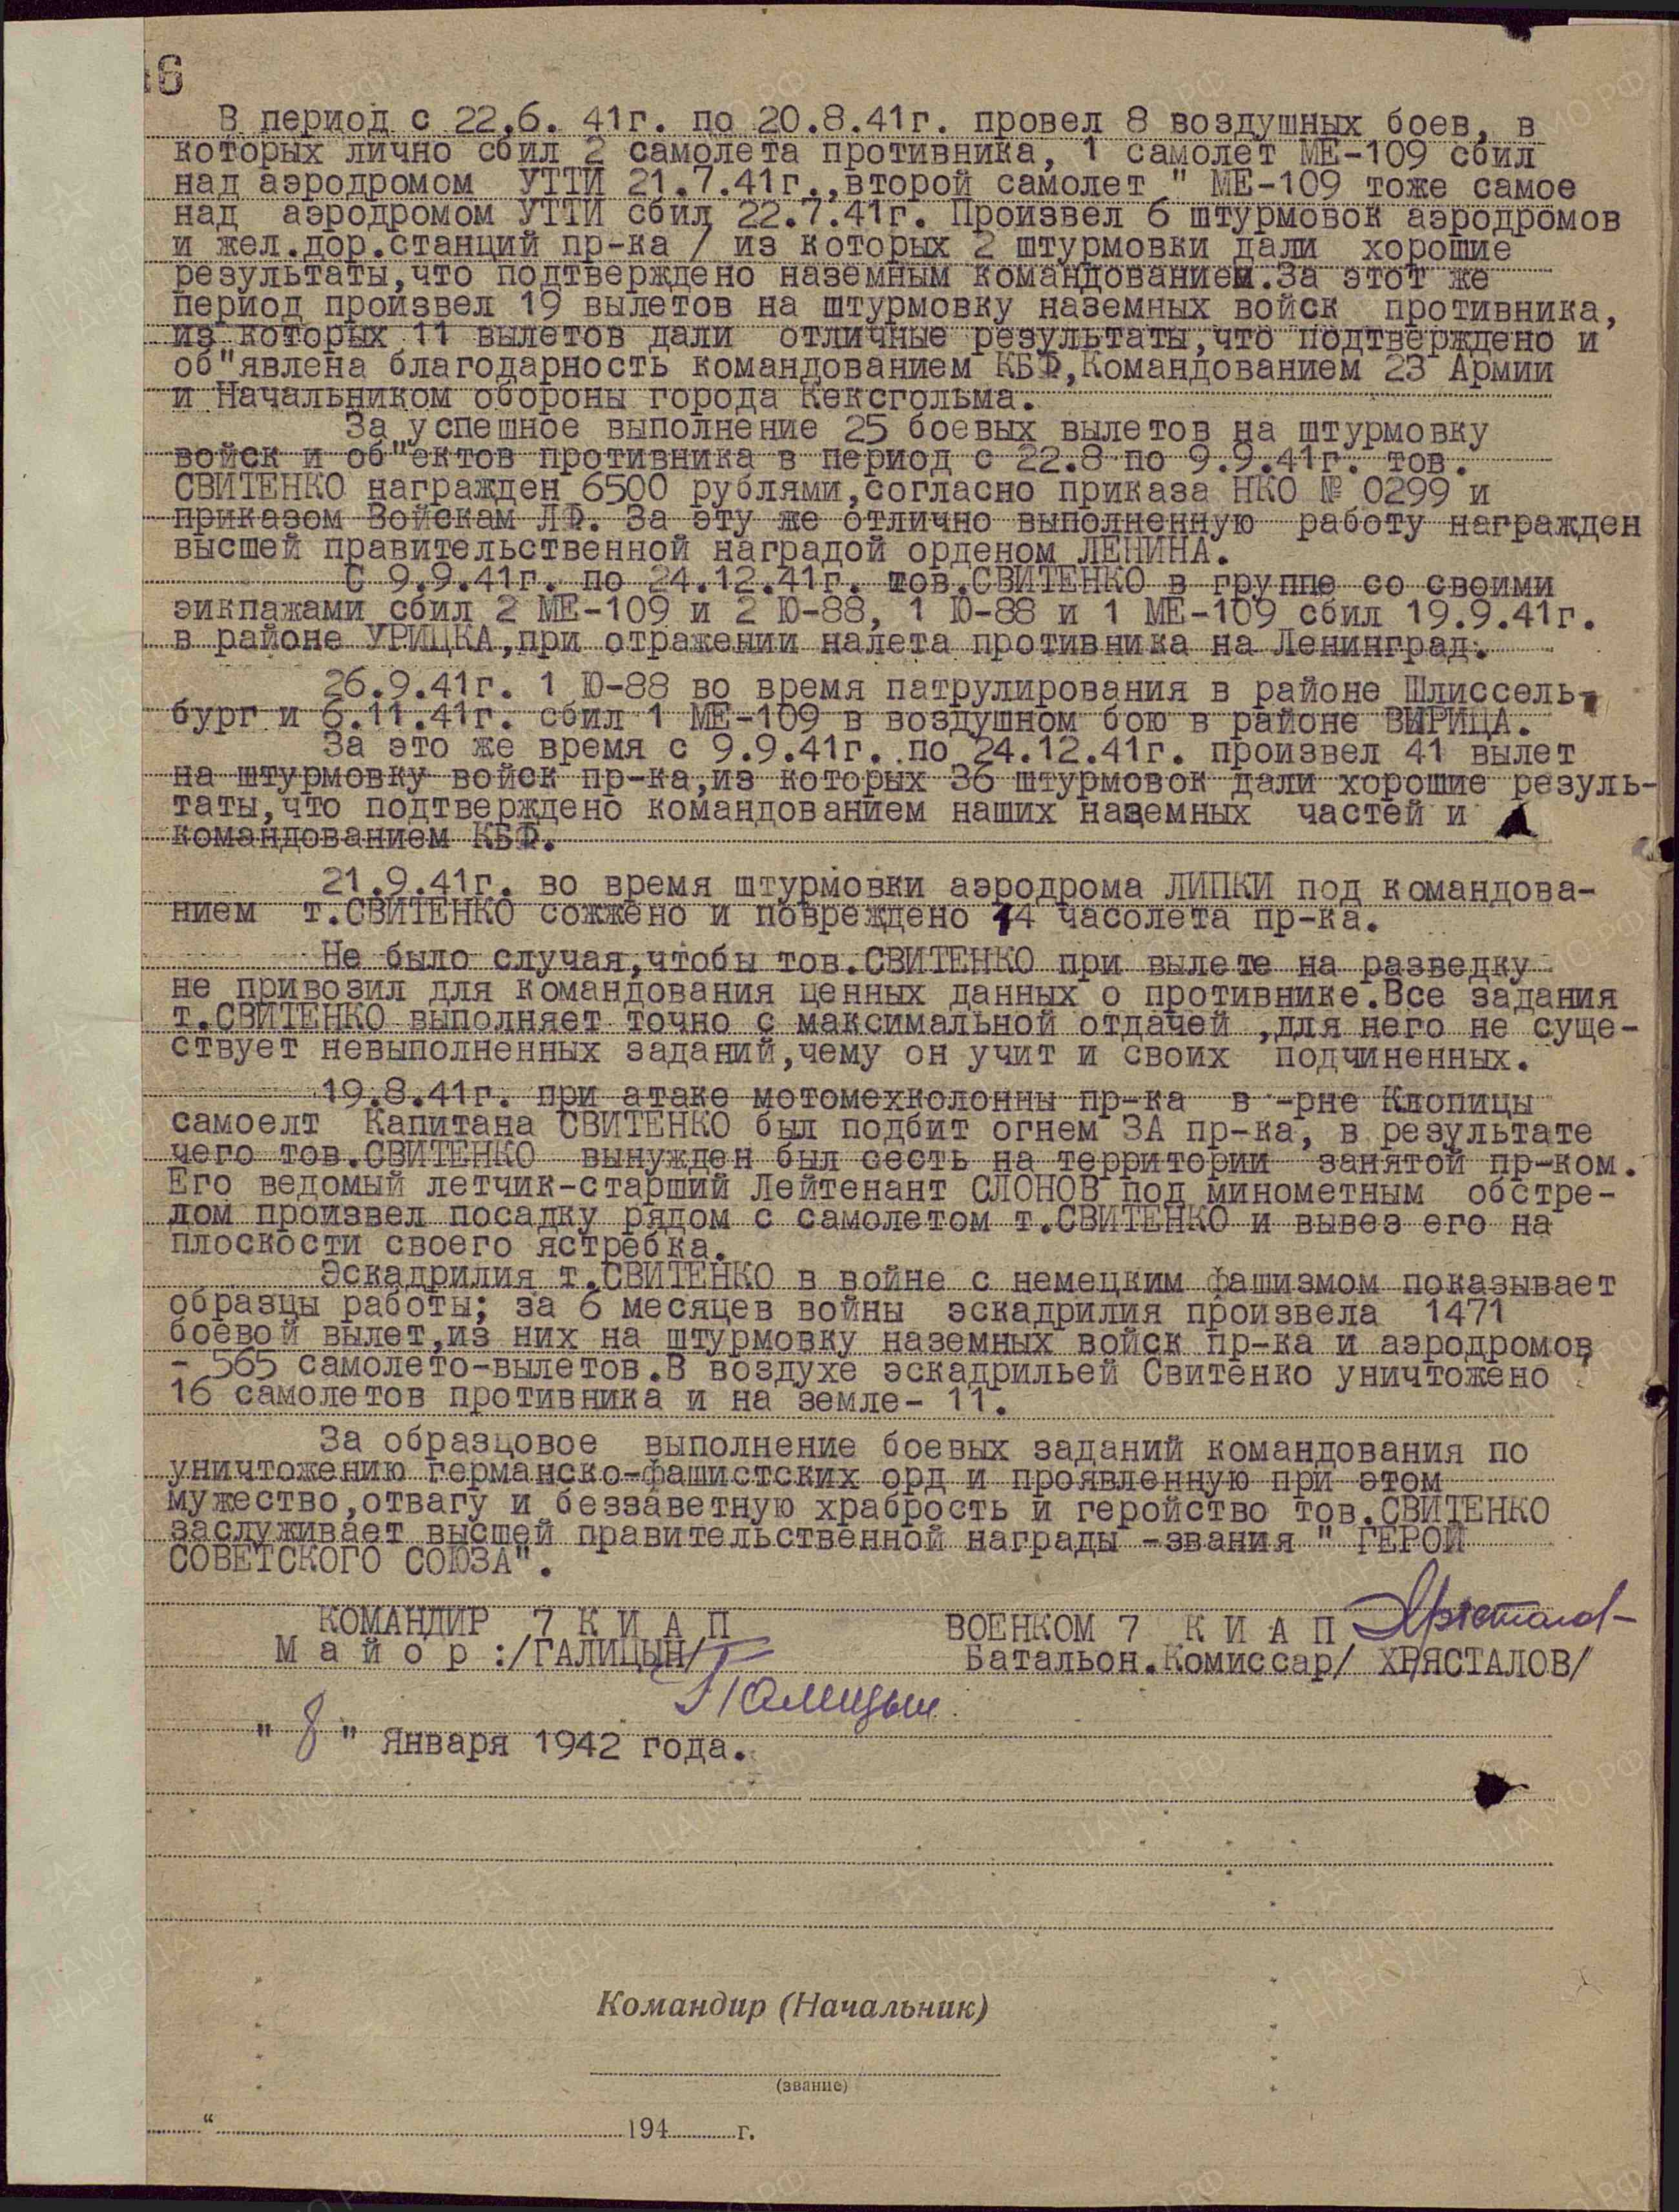 16
В период с 22.6. 41г. по 20.8.41г. провел 8 воздушных боев, в
которых лично сбил 2 самолета противника, 1 самолет МЕ-109 сбил
над аэродромом УТТИ 21.7.41г.,второй самолет " МЕ-109 тоже самое
над аэродромом УТТИ сбил 22.7.41г. Произвел 6 штурмовок аэродромов
и жел.дор.станций пр-ка / из которых 2 штурмовки дали хорошие
результаты,что подтверждено наземным командованием.За этот же
период произвел 19 вылетов на штурмовку наземных войск противника,
из которых 11 вылетов дали отличные результаты,что подтверждено и
об"явлена благодарность командованием КБФ,Командованием 23 Армии
и Начальником обороны города Кексгольма.
За успешное выполнение 25 боевых вылетов на штурмовку
войск и об"ектов противника в период с 22.8 по 9.9.41г. тов.
СВИТЕНКО награжден 6500 рублями,согласно приказа НКО № 0299 и
приказом Войскам ЛФ. За эту же отлично выполненную работу награжден
высшей правительственной наградой орденом ЛЕНИНА.
С 9.9.41г. по 24.12.41г. тов.СВИТЕНКО в группе со своими
эикпажами сбил 2 МЕ-109 и 2 Ю-88, 1 Ю-88 и 1 МЕ-109 сбил 19.9.41г.
в районе УРИЦКА,при отражении налета противника на Ленинград.
26.9.41г. 1 Ю-88 во время патрулирования в районе Шлиссель-
бург и 6.11.41г. сбил 1 МЕ-109 в воздушном бою в районе ВЫРИЦА.
За это же время с 9.9.41г. по 24.12.41г. произвел 41 вылет
на штурмовку войск пр-ка,из которых 36 штурмовок дали хорошие резуль-
таты,что подтверждено командованием наших наземных частей и
командованием КБФ.
21.9.41г. во время штурмовки аэродрома ЛИПКИ под командова-
нием т.СВИТЕНКО сожжено и повреждено 14 часолета пр-ка.
Не было случая,чтобы тов.СВИТЕНКО при вылете на разведку
не привозил для командования ценных данных о противнике.Все задания
т.СВИТЕНКО выполняет точно с максимальной отдачей ,для него не суще-
ствует невыполненных заданий,чему он учит и своих подчиненных.
19.8.41г. при атаке мотомехколонны пр-ка в -рне Клопицы
самоелт Капитана СВИТЕНКО был подбит огнем ЗА пр-ка, в результате
чего тов.СВИТЕНКО вынужден был сесть на территории занятой пр-ком.
Его ведомый летчик-старший Лейтенант СЛОНОВ под минометным обстре-
лом произвел посадку рядом с самолетом т.СВИТЕНКО и вывез его на
плоскости своего ястребка.
Эскадрилия т.СВИТЕНКО в войне с немецким фашизмом показывает
образцы работы; за 6 месяцев войны эскадрилия произвела 1471
боевой вылет,из них на штурмовку наземных войск пр-ка и аэродромов
- 565 самолето-вылетов.В воздухе эскадрильей Свитенко уничтожено
16 самолетов противника и на земле- 11.
За образцовое выполнение боевых заданий командования по
уничтожению германско-фашистских орд и проявленную при этом
мужество,отвагу и беззаветную храбрость и геройство тов.СВИТЕНКО
заслуживает высшей правительственной награды -звания " ГЕРОЙ
СОВЕТСКОГО СОЮЗА".
КОМАНДИР 7 К И А П ВОЕНКОМ 7 К И А П Хрясталов
М а й о р :/ГАЛИЦЫН/ Батальон.Комиссар/ ХРЯСТАЛОВ/
Галицын
" 8 " Января 1942 года.
Командир (Начальник)
(звание)
" 194 г.